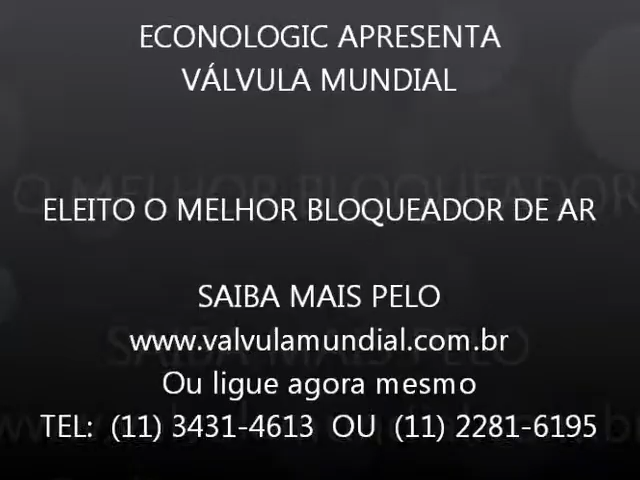 ECONOLOGIC APRESENTA
VÁLVULA MUNDIAL
ELEITO O MELHOR BLOQUEADOR DE AR
SAIBA MAIS PELO
www.valvulamundial.com.br
Ou ligue agora mesmo
TEL: (11) 3431-4613 OU (11) 2281-6195